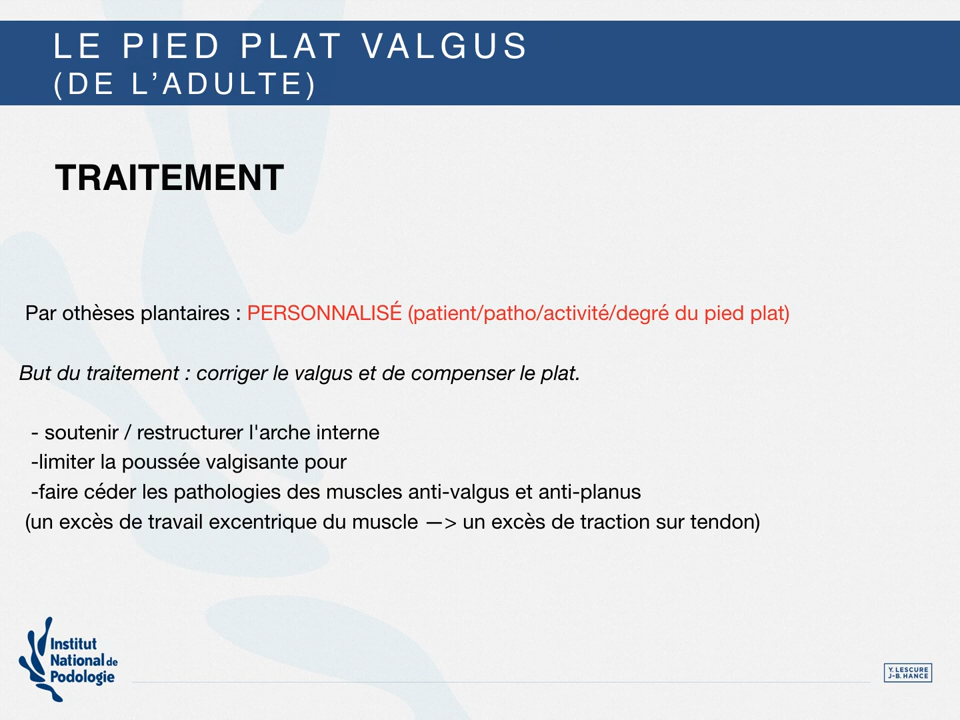 LE PIED PLAT VALGUS
(DE L’ADULTE)
TRAITEMENT
Par othèses plantaires : PERSONNALISÉ (patient/patho/activité/degré du pied plat)
But du traitement : corriger le valgus et de compenser le plat.
- soutenir / restructurer l'arche interne
-limiter la poussée valgisante pour
-faire céder les pathologies des muscles anti-valgus et anti-planus
(un excès de travail excentrique du muscle —> un excès de traction sur tendon)
Institut
National de
Podologie
Y. LESCURE
J-B. HANCE